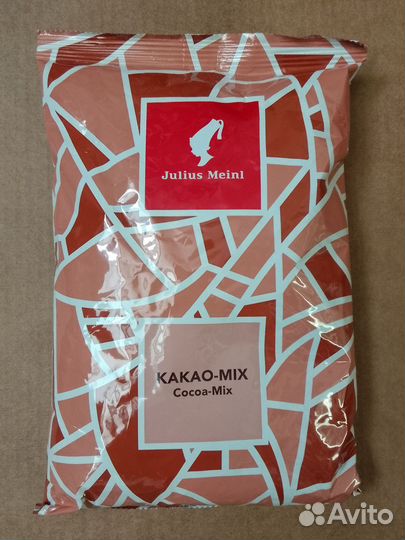 Julius Meinl
KAKAO-MIX
Cocoa-Mix
Avito